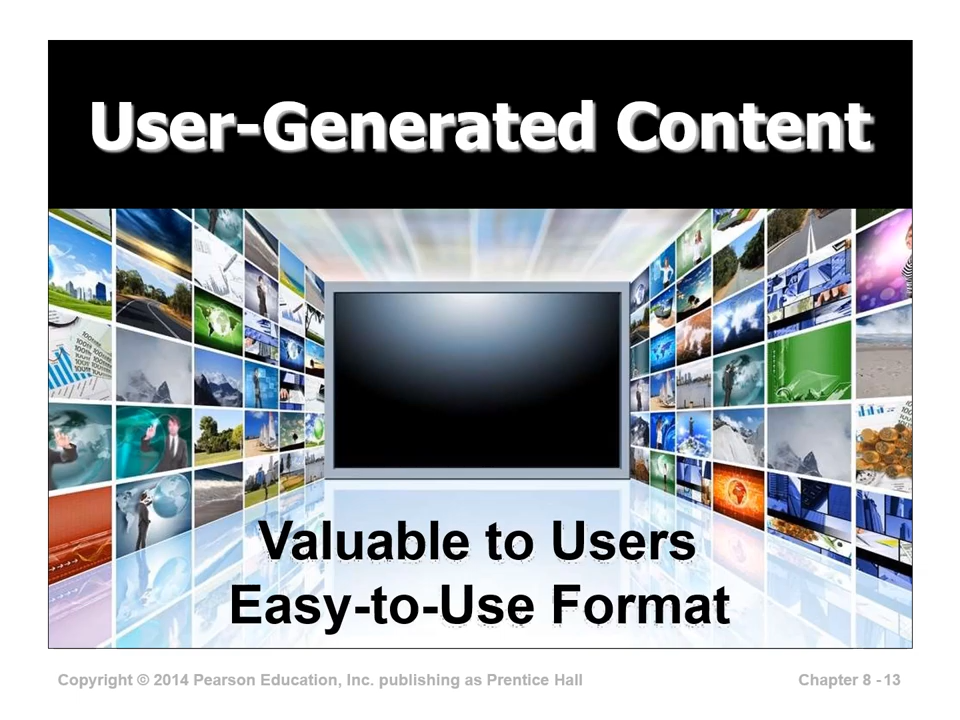 User-Generated Content
Valuable to Users
Easy-to-Use Format
Copyright © 2014 Pearson Education, Inc. publishing as Prentice Hall
Chapter 8 - 13